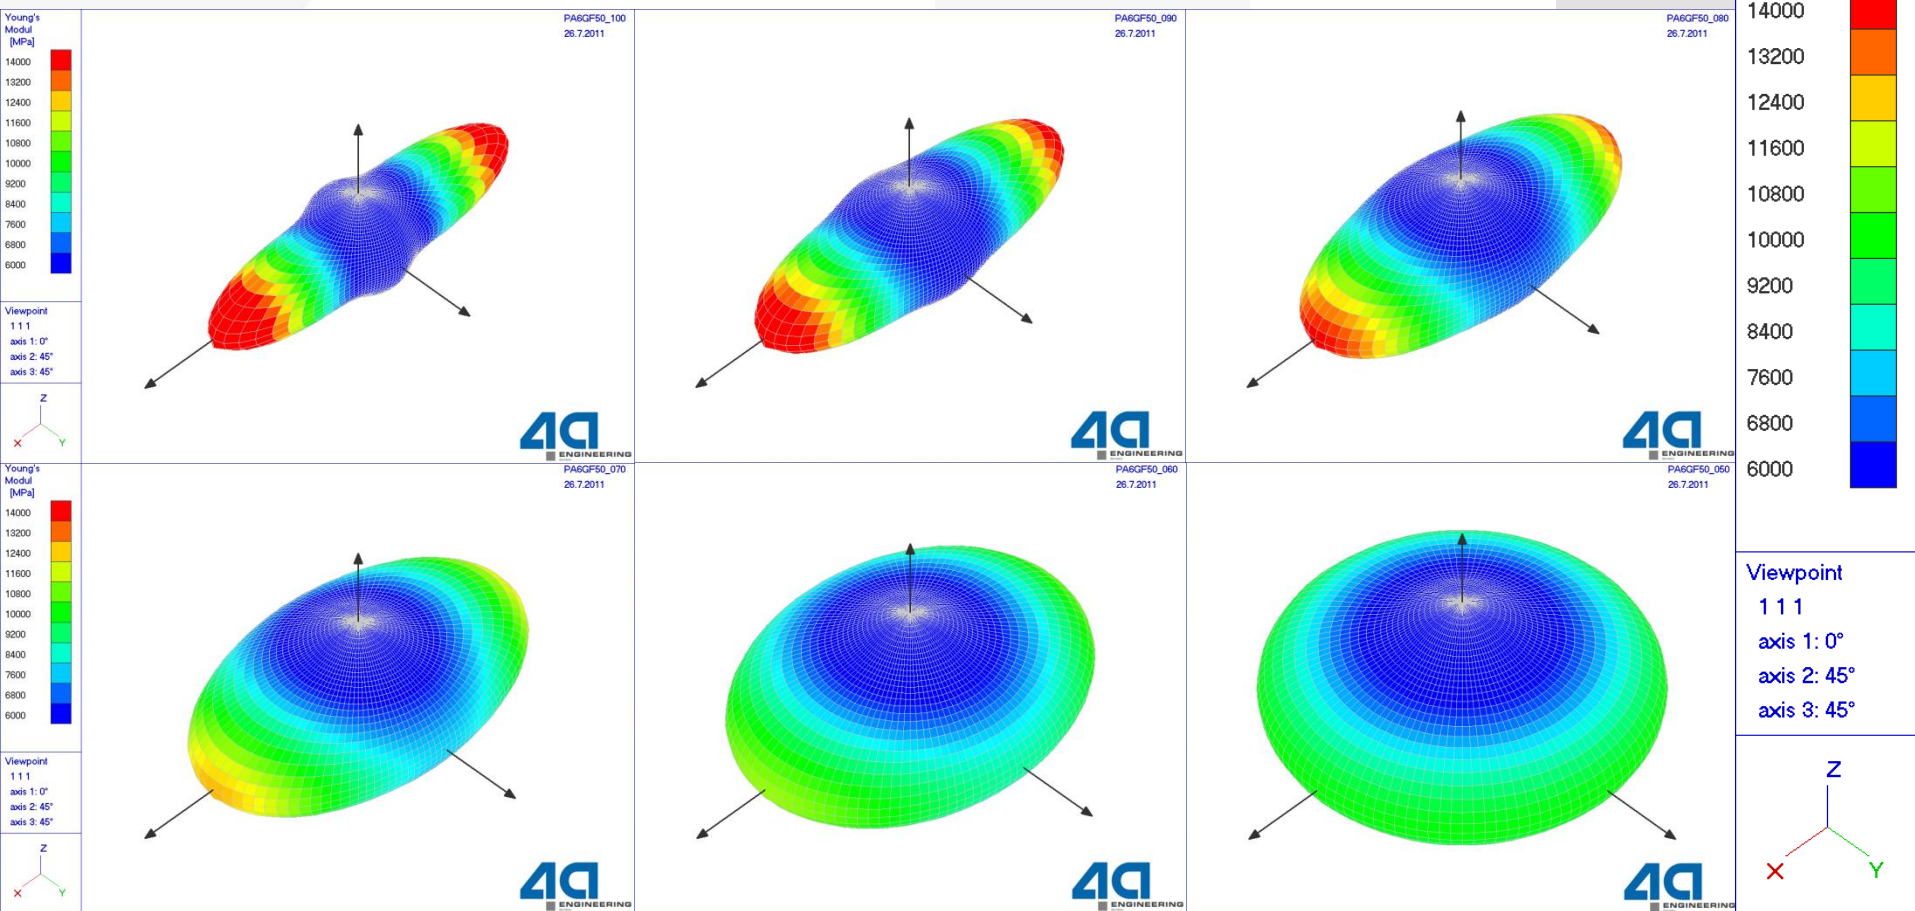 Young's
Modul
[MPa]
14000
13200
12400
11600
10800
10000
9200
8400
7600
6800
6000
Viewpoint
1 1 1
axis 1: 0°
axis 2: 45°
axis 3: 45°
Z
X
Y
PA6GF50_100
26.7.2011
4a
ENGINEERING
PA6GF50_090
26.7.2011
4a
ENGINEERING
PA6GF50_080
26.7.2011
4a
ENGINEERING
Young's
Modul
[MPa]
14000
13200
12400
11600
10800
10000
9200
8400
7600
6800
6000
Viewpoint
1 1 1
axis 1: 0°
axis 2: 45°
axis 3: 45°
Z
X
Y
PA6GF50_070
26.7.2011
4a
ENGINEERING
PA6GF50_060
26.7.2011
4a
ENGINEERING
PA6GF50_050
26.7.2011
4a
ENGINEERING
14000
13200
12400
11600
10800
10000
9200
8400
7600
6800
6000
Viewpoint
1 1 1
axis 1: 0°
axis 2: 45°
axis 3: 45°
Z
X
Y